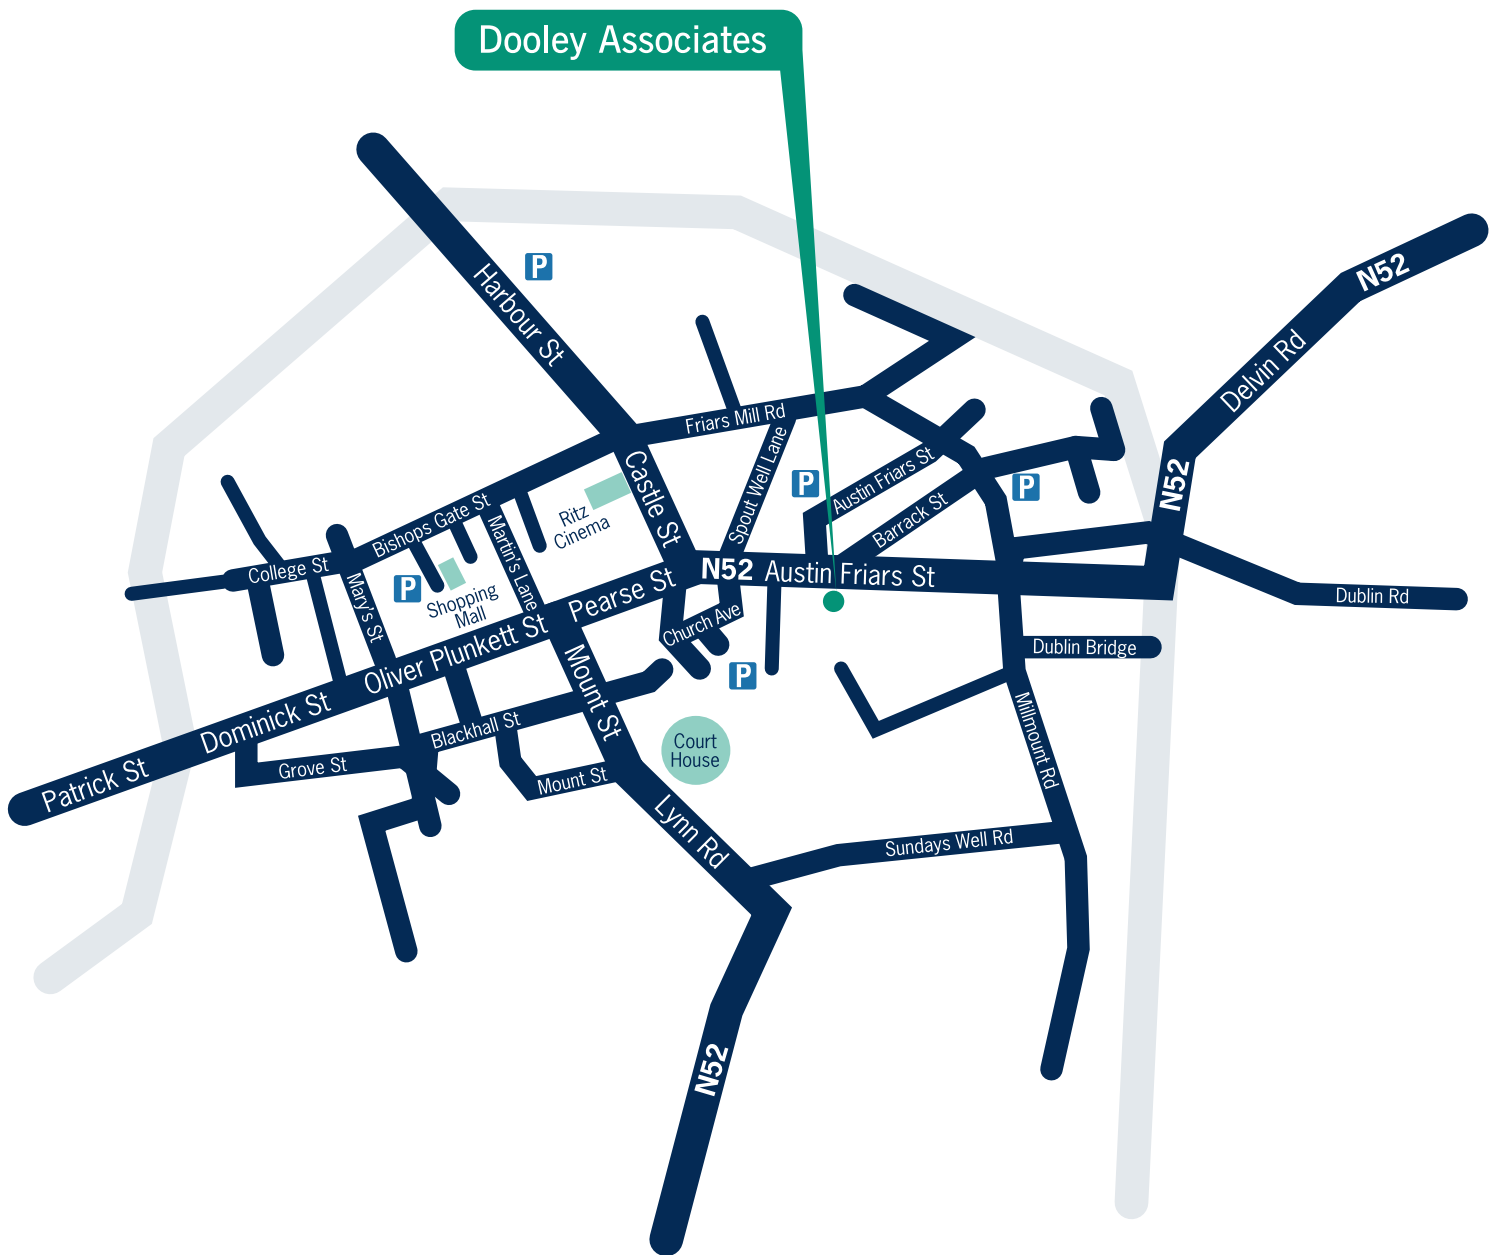 Dooley Associates
N52
P
Harbour St
Delvin Rd
Friars Mill Rd
Castle St
Spout Well Lane
P
Austin Friars St
P
N52
Ritz
Cinema
Bishops Gate St
Martin's Lane
Barrack St
College St
Mary's St
P
Shopping
Mall
Pearse St
N52 Austin Friars St
Dublin Rd
Church Ave
Oliver Plunkett St
Dublin Bridge
P
Mount St
Dominick St
Blackhall St
Court
House
Millmount Rd
Patrick St
Grove St
Mount St
Lynn Rd
Sundays Well Rd
N52